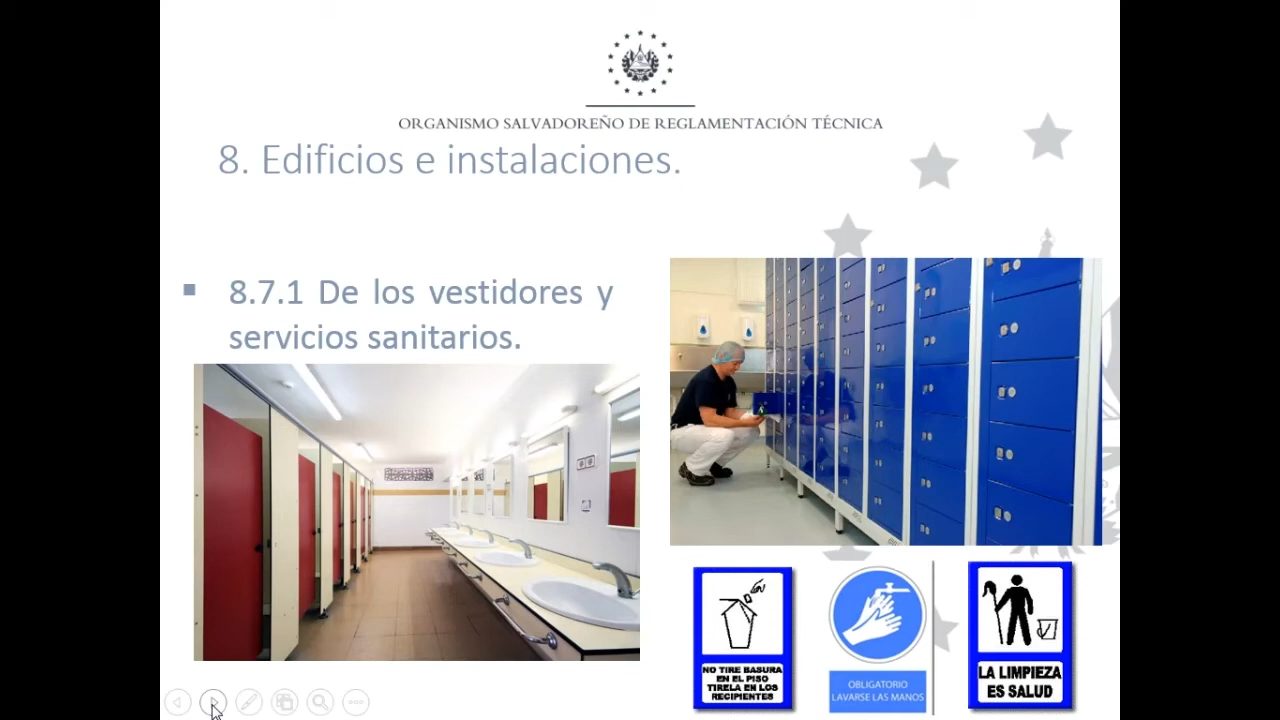 ORGANISMO SALVADOREÑO DE REGLAMENTACIÓN TÉCNICA
8. Edificios e instalaciones.
▪ 8.7.1 De los vestidores y
servicios sanitarios.
NO TIRE BASURA
EN EL PISO
TIRELA EN LOS
RECIPIENTES
OBLIGATORIO
LAVARSE LAS MANOS
LA LIMPIEZA
ES SALUD